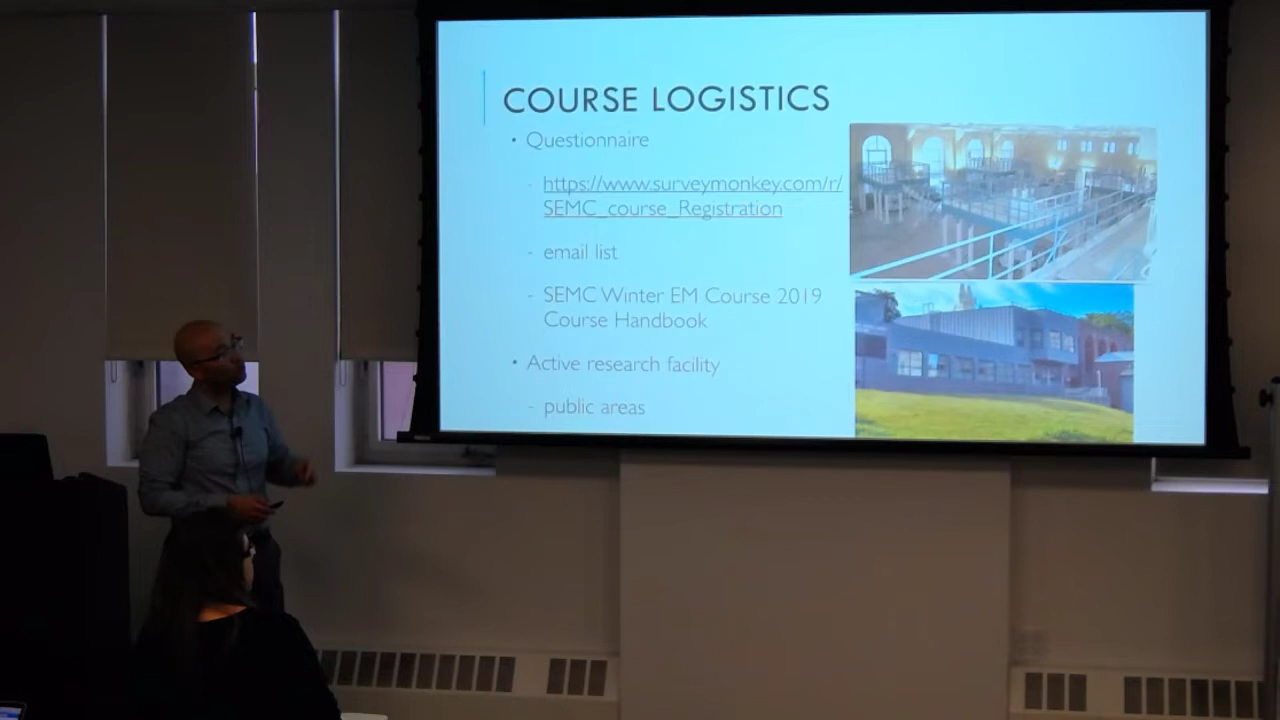 COURSE LOGISTICS
• Questionnaire
- https://www.surveymonkey.com/r/
SEMC_course_Registration
- email list
- SEMC Winter EM Course 2019
Course Handbook
• Active research facility
- public areas